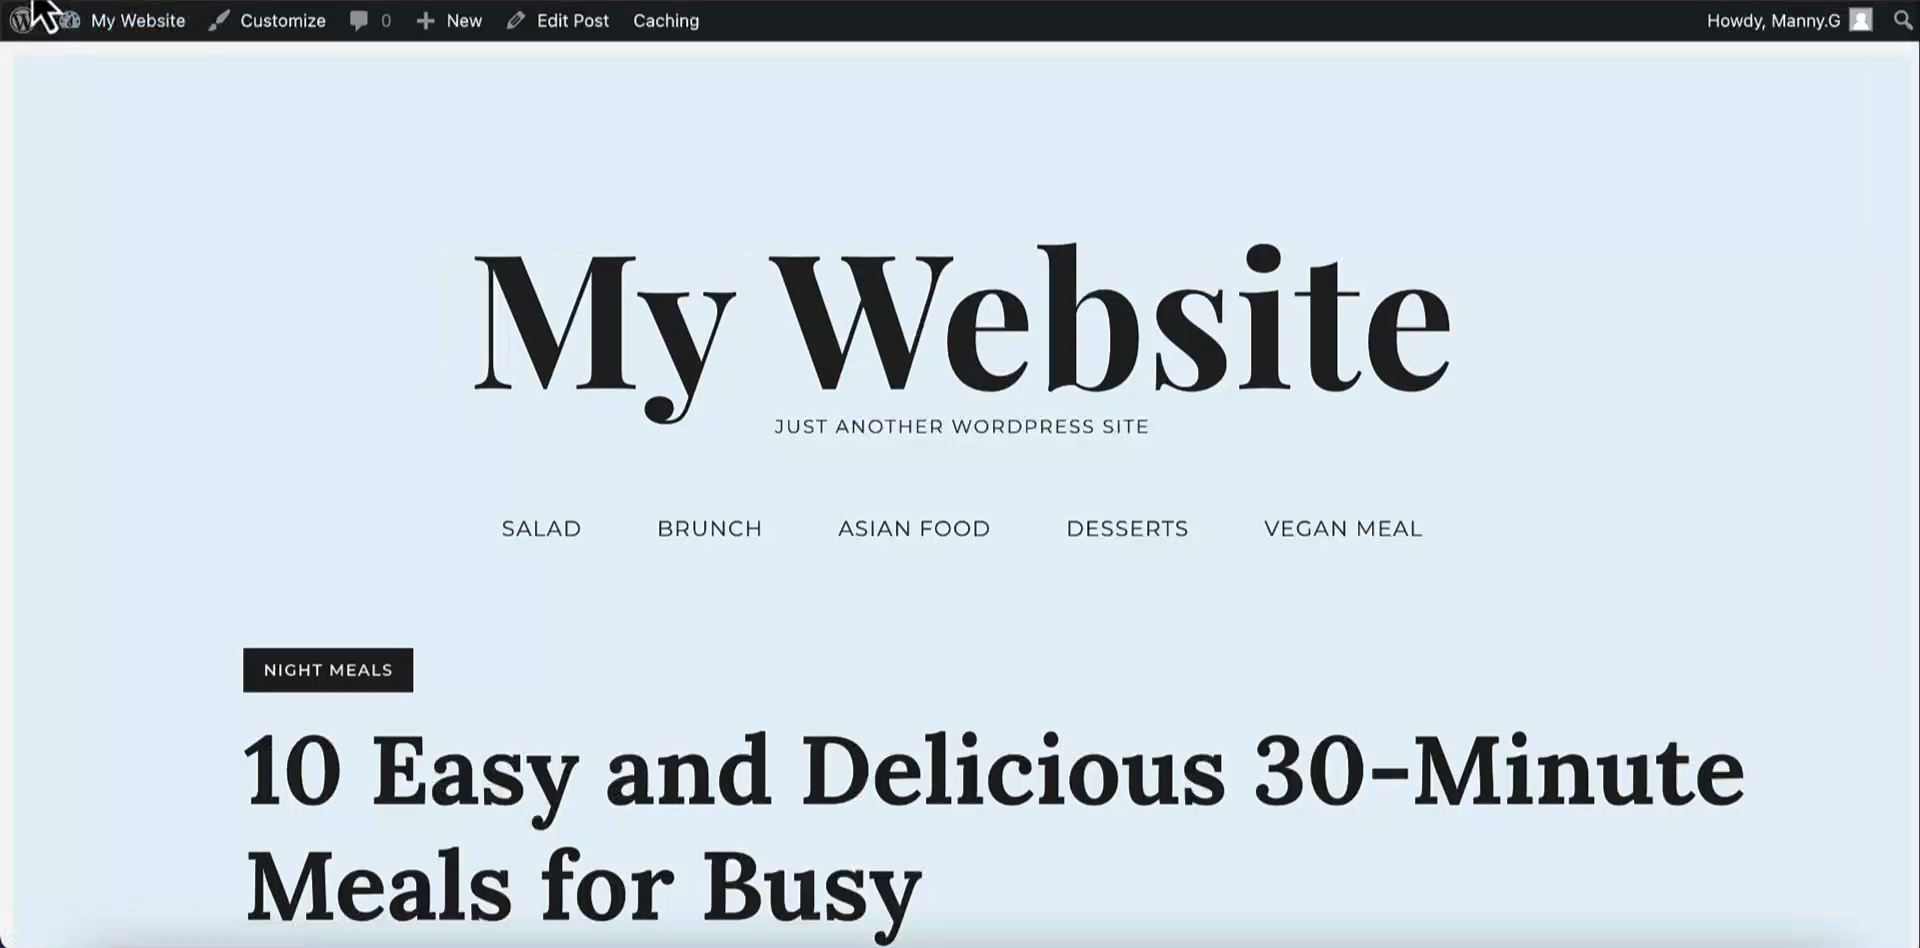 My Website Customize 0 New Edit Post Caching Howdy, Manny.G
My Website
JUST ANOTHER WORDPRESS SITE
SALAD BRUNCH ASIAN FOOD DESSERTS VEGAN MEAL
NIGHT MEALS
10 Easy and Delicious 30-Minute
Meals for Busy